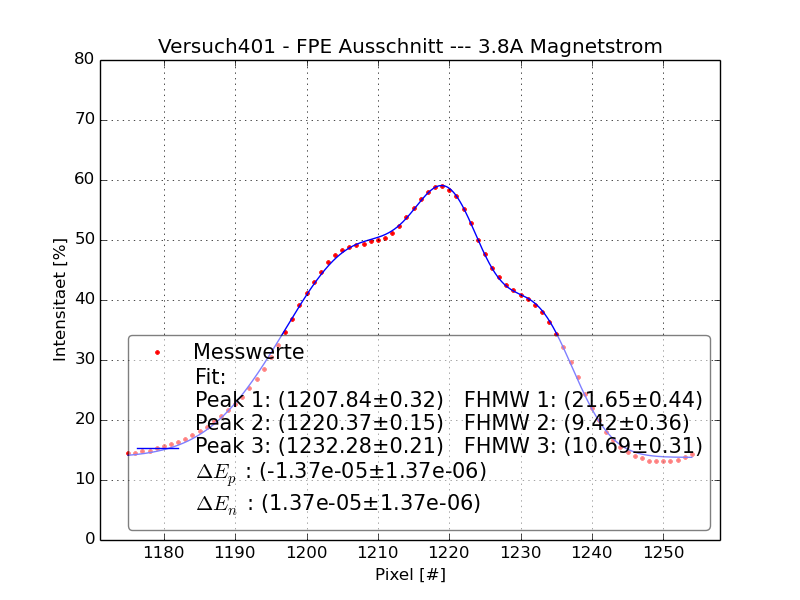 Versuch401 - FPE Ausschnitt --- 3.8A Magnetstrom
80
70
60
50
40
30
20
10
0
Intensitaet [%]
Messwerte
Fit:
Peak 1: (1207.84±0.32) FHMW 1: (21.65±0.44)
Peak 2: (1220.37±0.15) FHMW 2: (9.42±0.36)
Peak 3: (1232.28±0.21) FHMW 3: (10.69±0.31)
ΔE_p : (-1.37e-05±1.37e-06)
ΔE_n : (1.37e-05±1.37e-06)
1180 1190 1200 1210 1220 1230 1240 1250
Pixel [#]